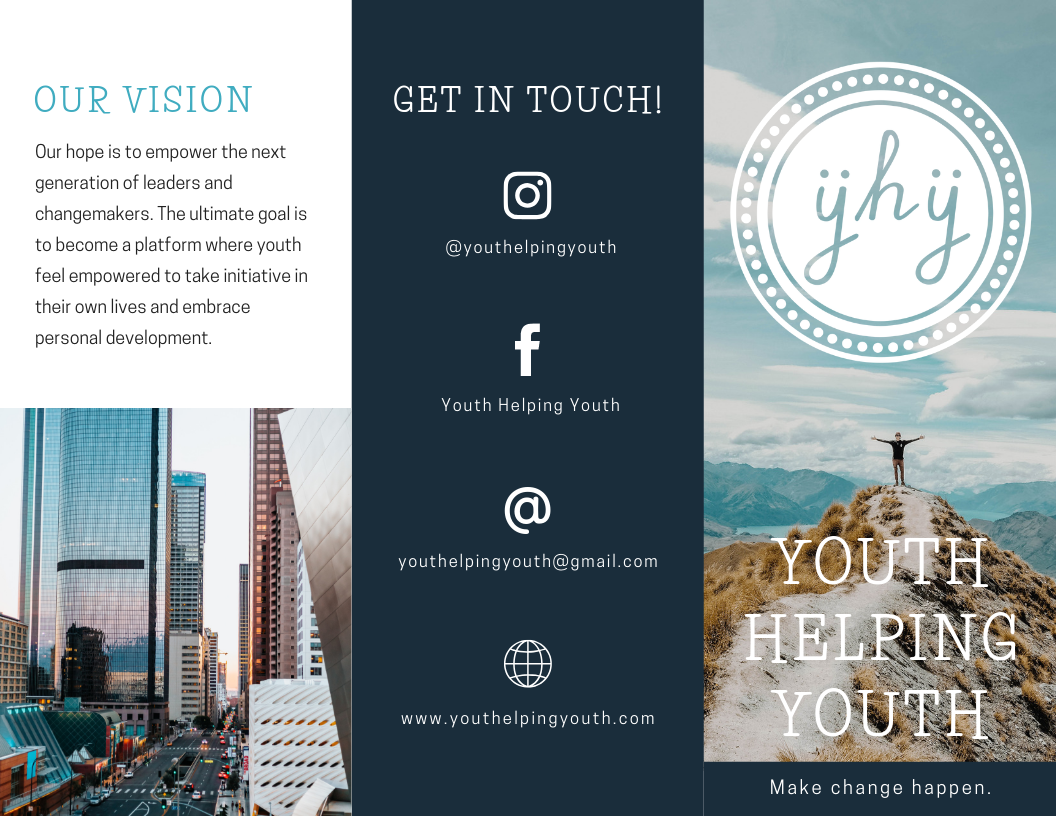 OUR VISION
Our hope is to empower the next
generation of leaders and
changemakers. The ultimate goal is
to become a platform where youth
feel empowered to take initiative in
their own lives and embrace
personal development.
GET IN TOUCH!
@youthelpingyouth
Youth Helping Youth
@
youthelpingyouth@gmail.com
www.youthelpingyouth.com
ÿhÿ
YOUTH
HELPING
YOUTH
Make change happen.